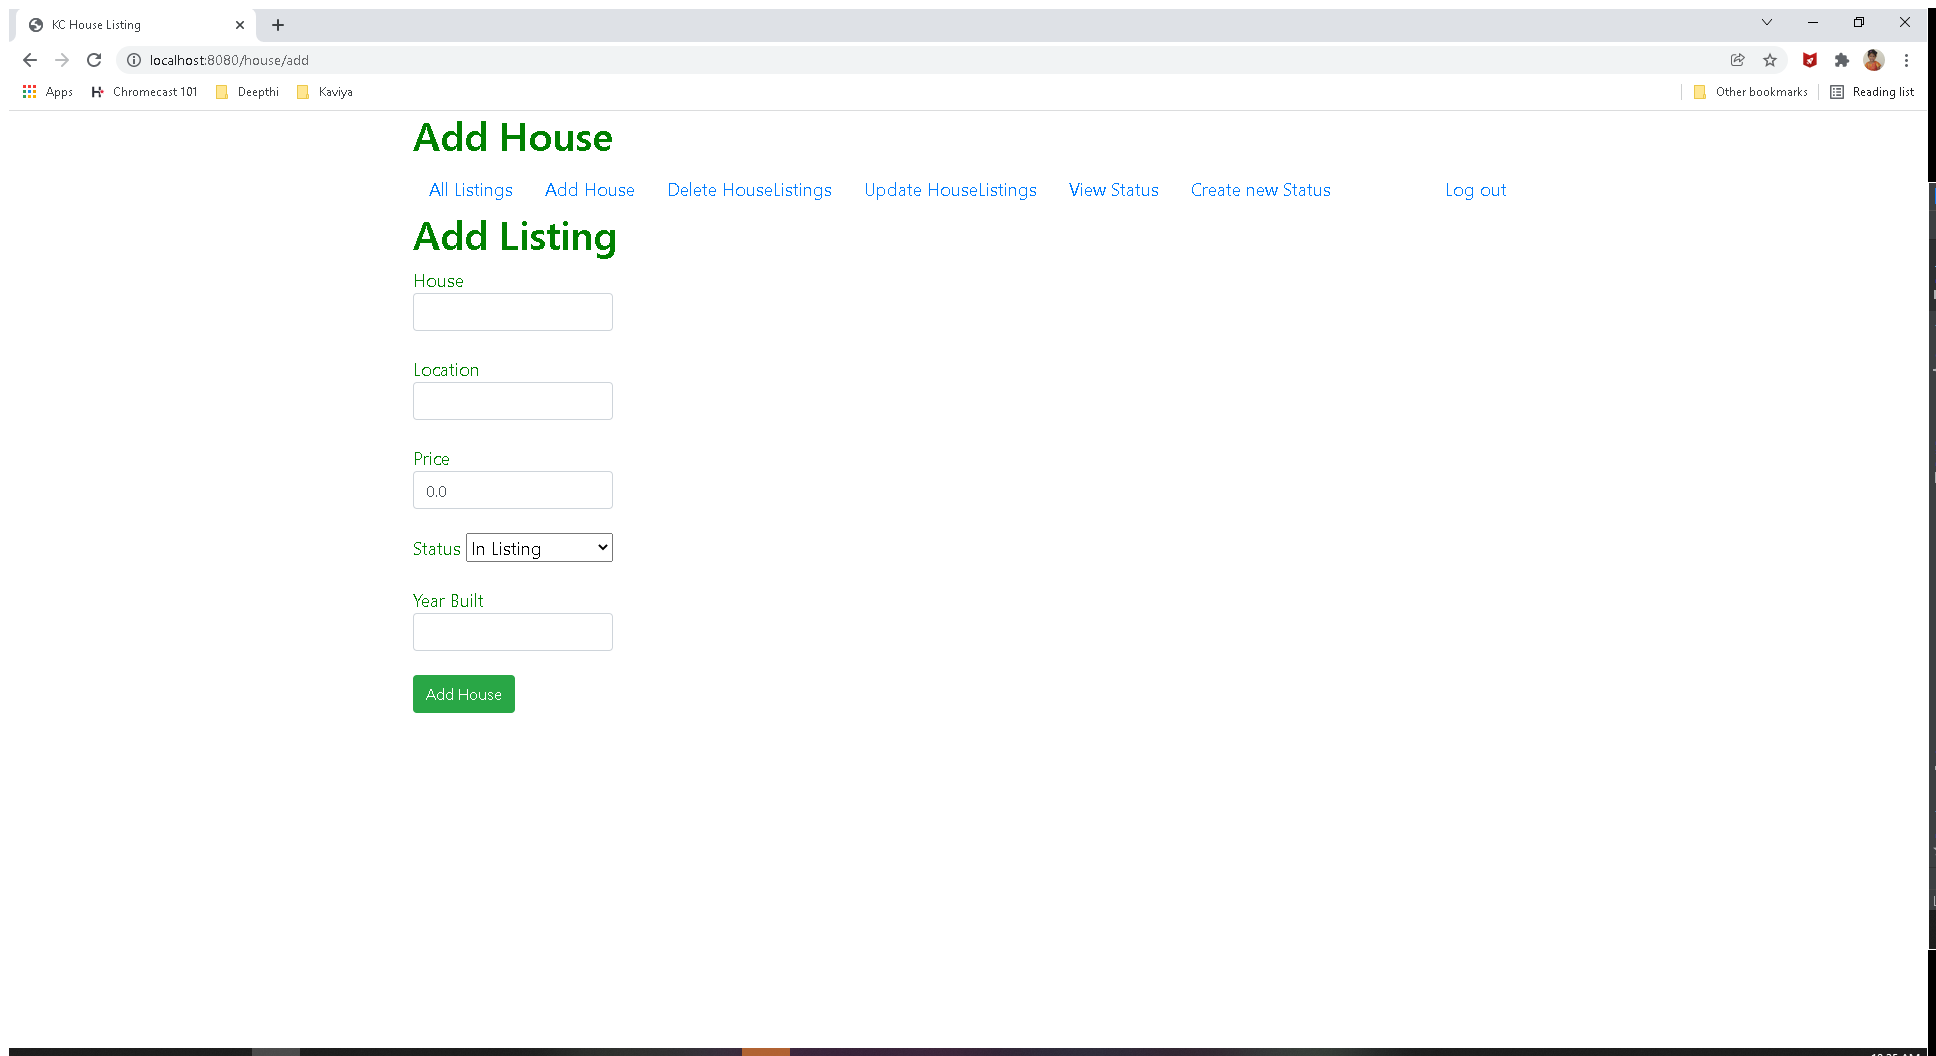 KC House Listing
localhost:8080/house/add
Apps Chromecast 101 Deepthi Kaviya Other bookmarks Reading list
Add House
All Listings Add House Delete HouseListings Update HouseListings View Status Create new Status Log out
Add Listing
House
Location
Price
0.0
Status In Listing
Year Built
Add House